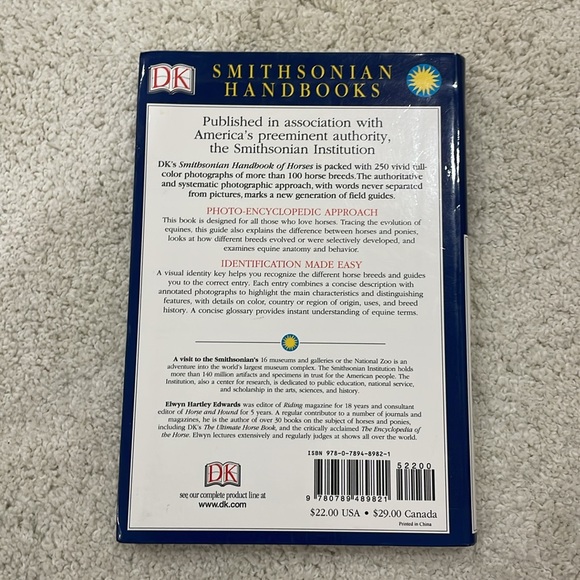 DK
SMITHSONIAN
HANDBOOKS
Published in association with
America's preeminent authority,
the Smithsonian Institution
DK's Smithsonian Handbook of Horses is packed with 250 vivid full-
color photographs of more than 100 horse breeds. The authoritative
and systematic photographic approach, with words never separated
from pictures, marks a new generation of field guides.
PHOTO-ENCYCLOPEDIC APPROACH
This book is designed for all those who love horses. Tracing the evolution of
equines, this guide also explains the difference between horses and ponies,
looks at how different breeds evolved or were selectively developed, and
examines equine anatomy and behavior.
IDENTIFICATION MADE EASY
A visual identity key helps you recognize the different horse breeds and guides
you to the correct entry. Each entry combines a concise description with
annotated photographs to highlight the main characteristics and distinguishing
features, with details on color, country or region of origin, uses, and breed
history. A concise glossary provides instant understanding of equine terms.
A visit to the Smithsonian's 16 museums and galleries or the National Zoo is an
adventure into the world's largest museum complex. The Smithsonian Institution holds
more than 140 million artifacts and specimens in trust for the American people. The
Institution, also a center for research, is dedicated to public education, national service,
and scholarship in the arts, sciences, and history.
Elwyn Hartley Edwards was editor of Riding magazine for 18 years and consultant
editor of Horse and Hound for 5 years. A regular contributor to a number of journals and
magazines, he is the author of over 30 books on the subject of horses and ponies,
including DK's The Ultimate Horse Book, and the critically acclaimed The Encyclopedia of
the Horse. Elwyn lectures extensively and regularly judges at shows all over the world.
DK
see our complete product line at
www.dk.com
ISBN 978-0-7894-8982-1
52200
9 780789 489821
$22.00 USA • $29.00 Canada
Printed in China